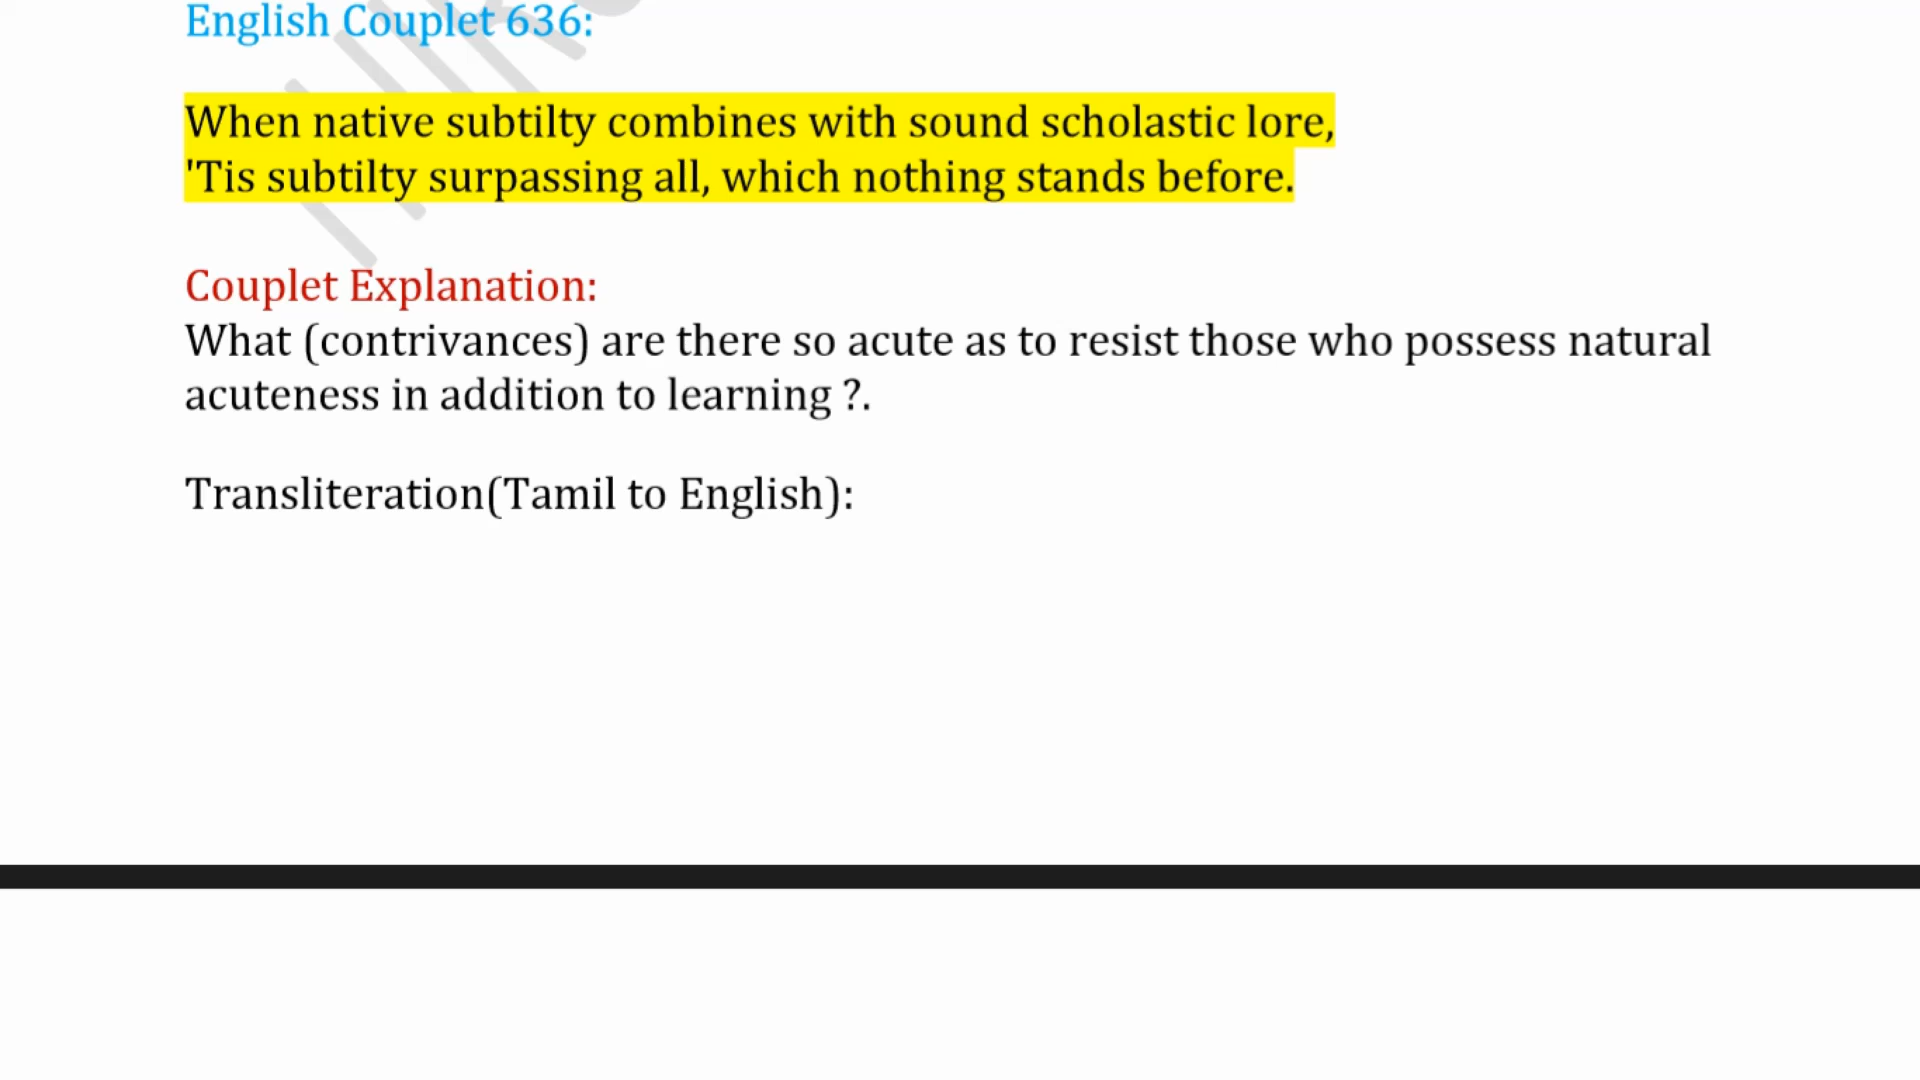 English Couplet 636:
When native subtilty combines with sound scholastic lore,
'Tis subtilty surpassing all, which nothing stands before.
Couplet Explanation:
What (contrivances) are there so acute as to resist those who possess natural
acuteness in addition to learning ?.
Transliteration(Tamil to English):